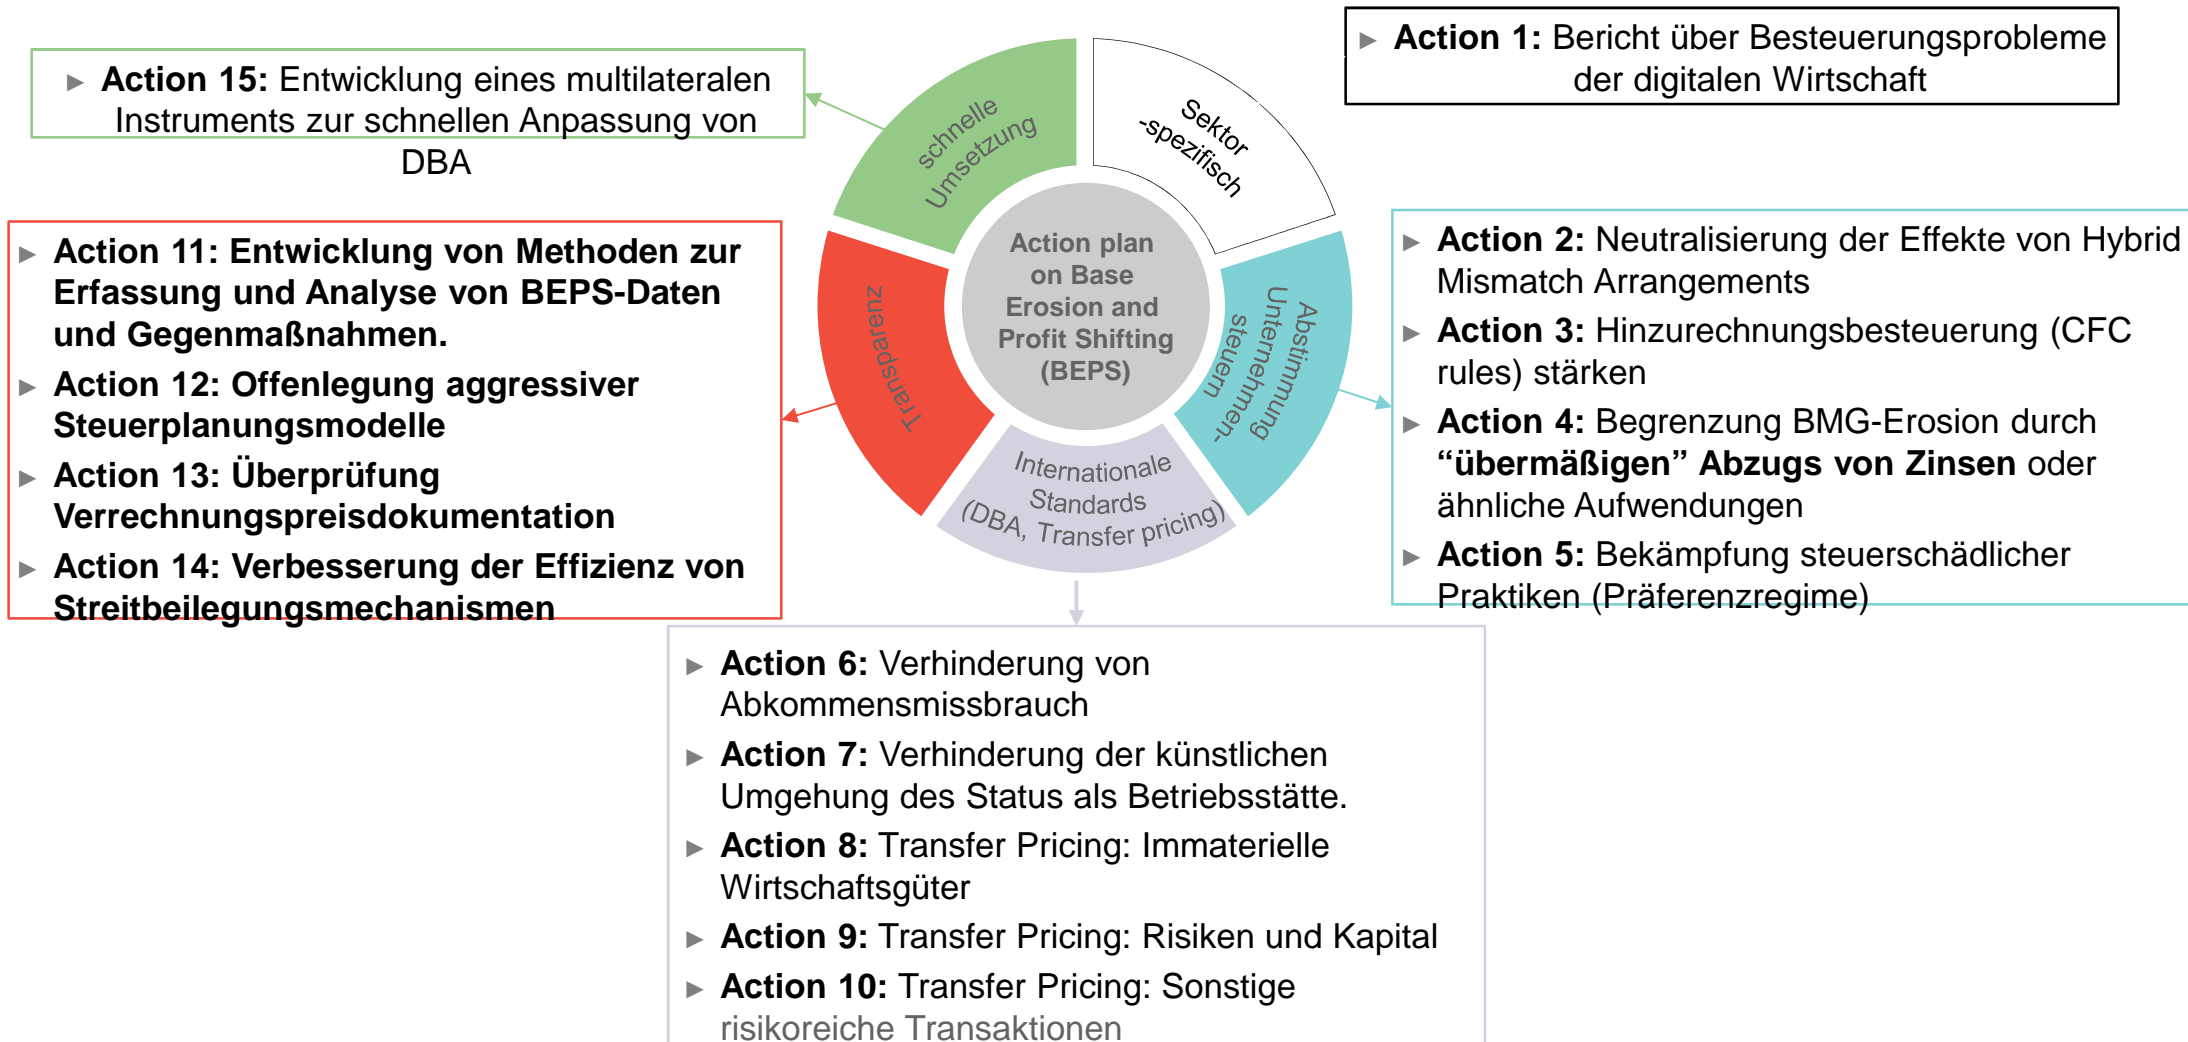 ► Action 15: Entwicklung eines multilateralen
Instruments zur schnellen Anpassung von
DBA
► Action 1: Bericht über Besteuerungsprobleme
der digitalen Wirtschaft
schnelle
Umsetzung
Sektor
-spezifisch
► Action 11: Entwicklung von Methoden zur
Erfassung und Analyse von BEPS-Daten
und Gegenmaßnahmen.
► Action 12: Offenlegung aggressiver
Steuerplanungsmodelle
► Action 13: Überprüfung
Verrechnungspreisdokumentation
► Action 14: Verbesserung der Effizienz von
Streitbeilegungsmechanismen
Transparenz
Action plan
on Base
Erosion and
Profit Shifting
(BEPS)
Abstimmung
Unternehmen-
steuern
► Action 2: Neutralisierung der Effekte von Hybrid
Mismatch Arrangements
► Action 3: Hinzurechnungsbesteuerung (CFC
rules) stärken
► Action 4: Begrenzung BMG-Erosion durch
“übermäßigen” Abzugs von Zinsen oder
ähnliche Aufwendungen
► Action 5: Bekämpfung steuerschädlicher
Praktiken (Präferenzregime)
Internationale
Standards
(DBA, Transfer pricing)
► Action 6: Verhinderung von
Abkommensmissbrauch
► Action 7: Verhinderung der künstlichen
Umgehung des Status als Betriebsstätte.
► Action 8: Transfer Pricing: Immaterielle
Wirtschaftsgüter
► Action 9: Transfer Pricing: Risiken und Kapital
► Action 10: Transfer Pricing: Sonstige
risikoreiche Transaktionen